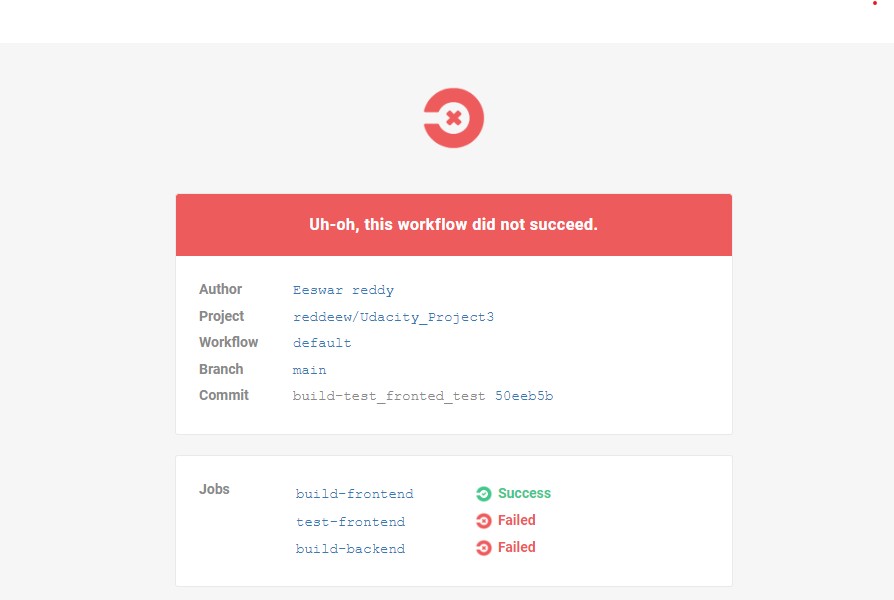 Uh-oh, this workflow did not succeed.
Author Eeswar reddy
Project reddeew/Udacity_Project3
Workflow default
Branch main
Commit build-test_fronted_test 50eeb5b
Jobs build-frontend Success
test-frontend Failed
build-backend Failed